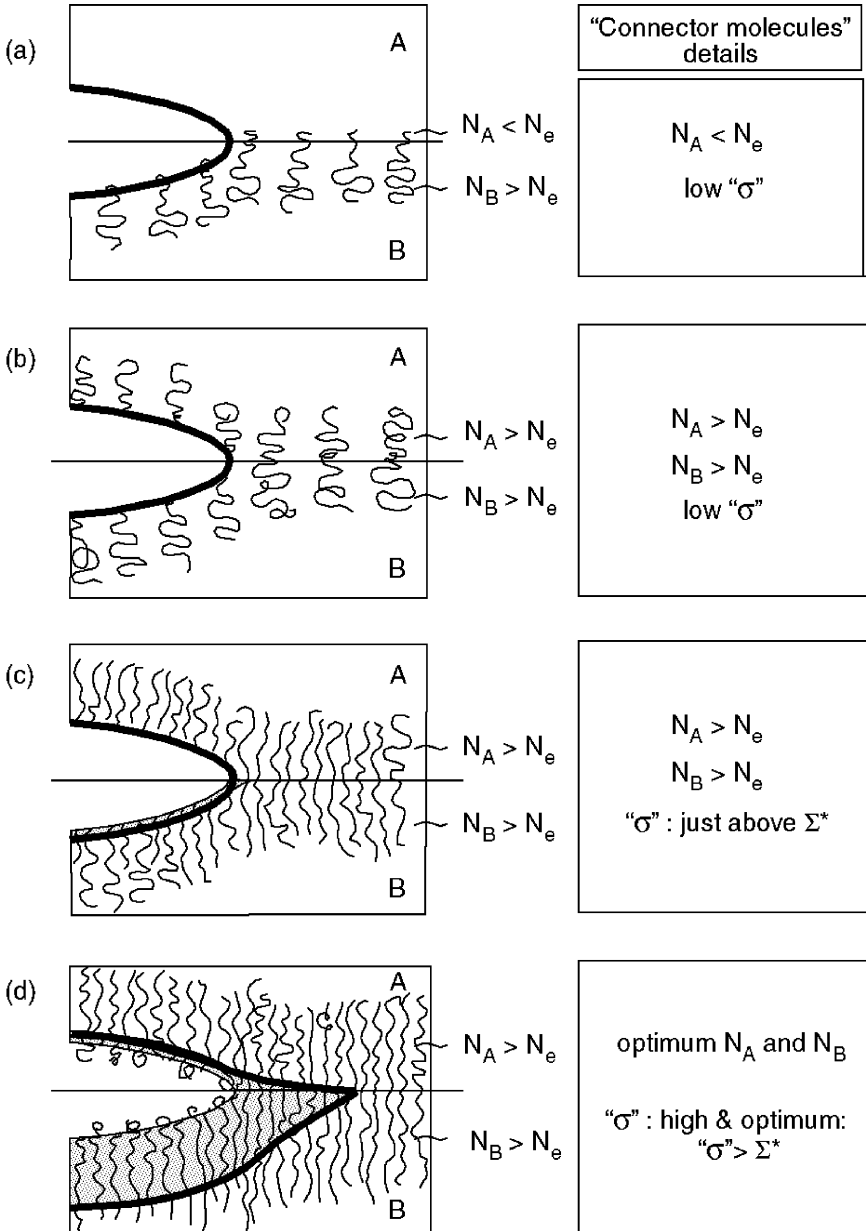 “Connector molecules”
details
(a)
A
N_A < N_e
N_B > N_e
B
N_A < N_e
low “σ”
(b)
A
N_A > N_e
N_B > N_e
B
N_A > N_e
N_B > N_e
low “σ”
(c)
A
N_A > N_e
N_B > N_e
B
N_A > N_e
N_B > N_e
“σ” : just above Σ*
(d)
A
N_A > N_e
N_B > N_e
B
optimum N_A and N_B
“σ” : high & optimum:
“σ”> Σ*